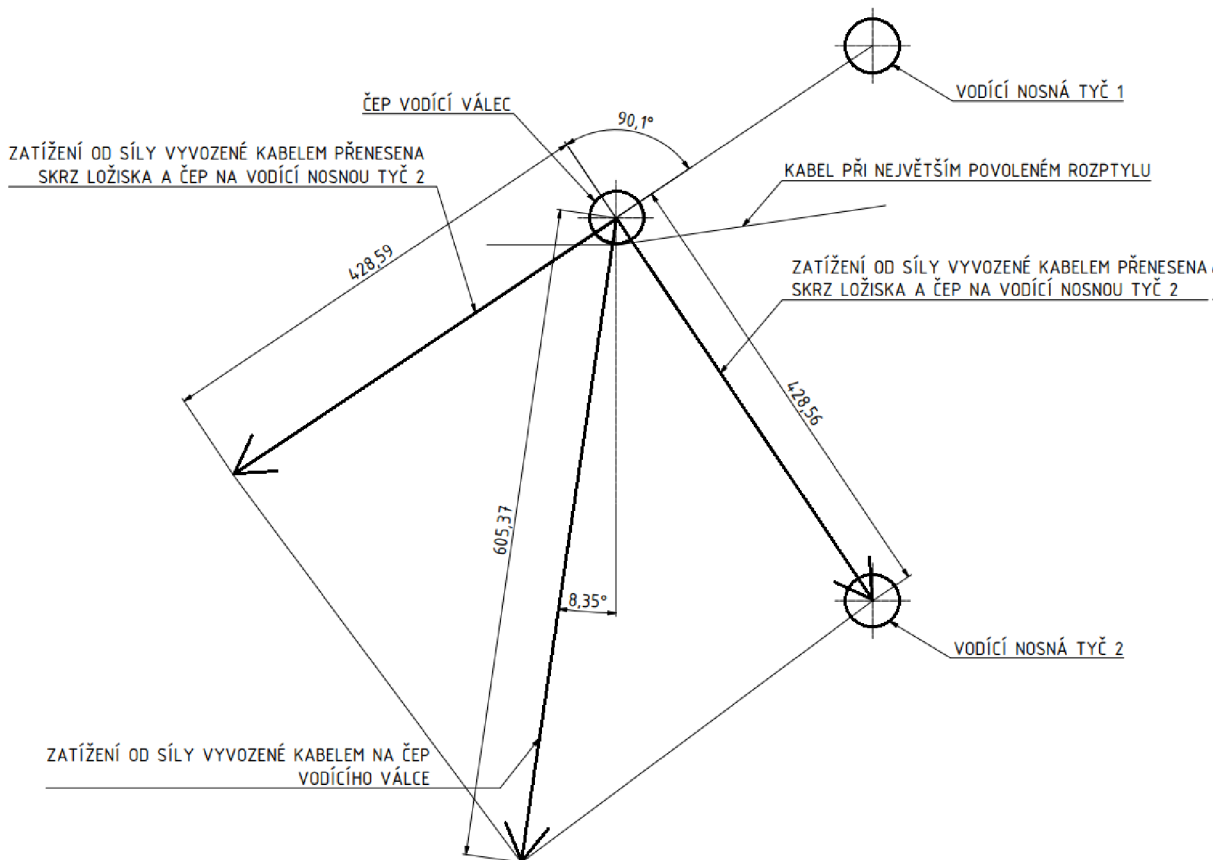 VODÍCÍ NOSNÁ TYČ 1
ČEP VODÍCÍ VÁLEC
90,1°
ZATÍŽENÍ OD SÍLY VYVOZENÉ KABELEM PŘENESENA
SKRZ LOŽISKA A ČEP NA VODÍCÍ NOSNOU TYČ 2
KABEL PŘI NEJVĚTŠÍM POVOLENÉM ROZPTYLU
428,59
ZATÍŽENÍ OD SÍLY VYVOZENÉ KABELEM PŘENESENA
SKRZ LOŽISKA A ČEP NA VODÍCÍ NOSNOU TYČ 2
428,56
605,37
8,35°
VODÍCÍ NOSNÁ TYČ 2
ZATÍŽENÍ OD SÍLY VYVOZENÉ KABELEM NA ČEP
VODÍCÍHO VÁLCE